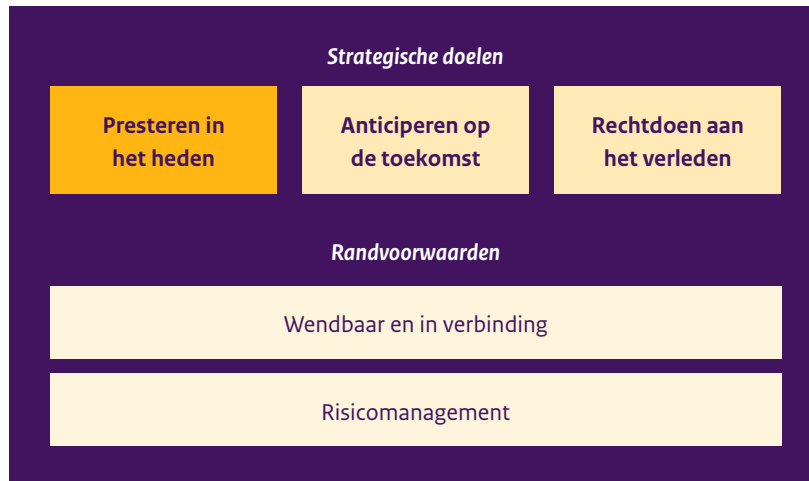 Strategische doelen
Presteren in
het heden
Anticiperen op
de toekomst
Rechtdoen aan
het verleden
Randvoorwaarden
Wendbaar en in verbinding
Risicomanagement